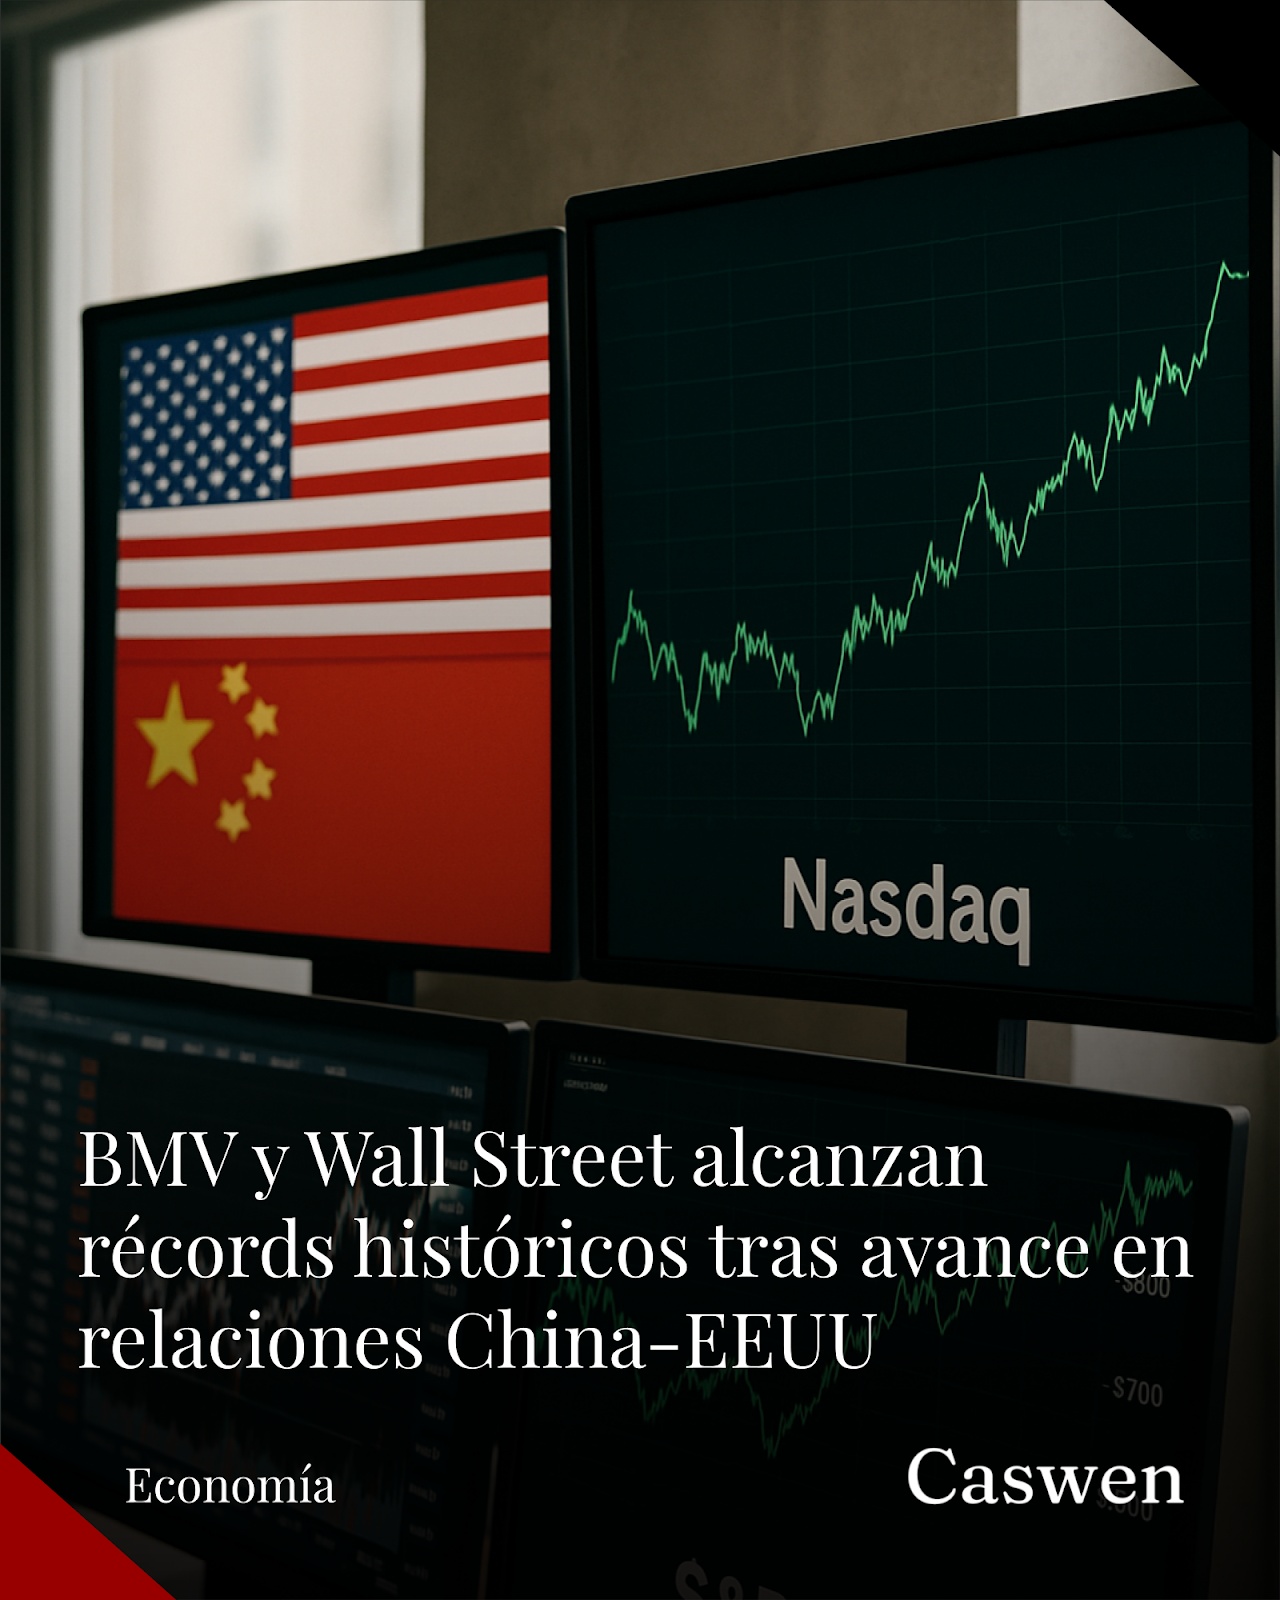 Nasdaq
BMV y Wall Street alcanzan
récords históricos tras avance en
relaciones China-EEUU
-$800
-$700
Economía
Caswen